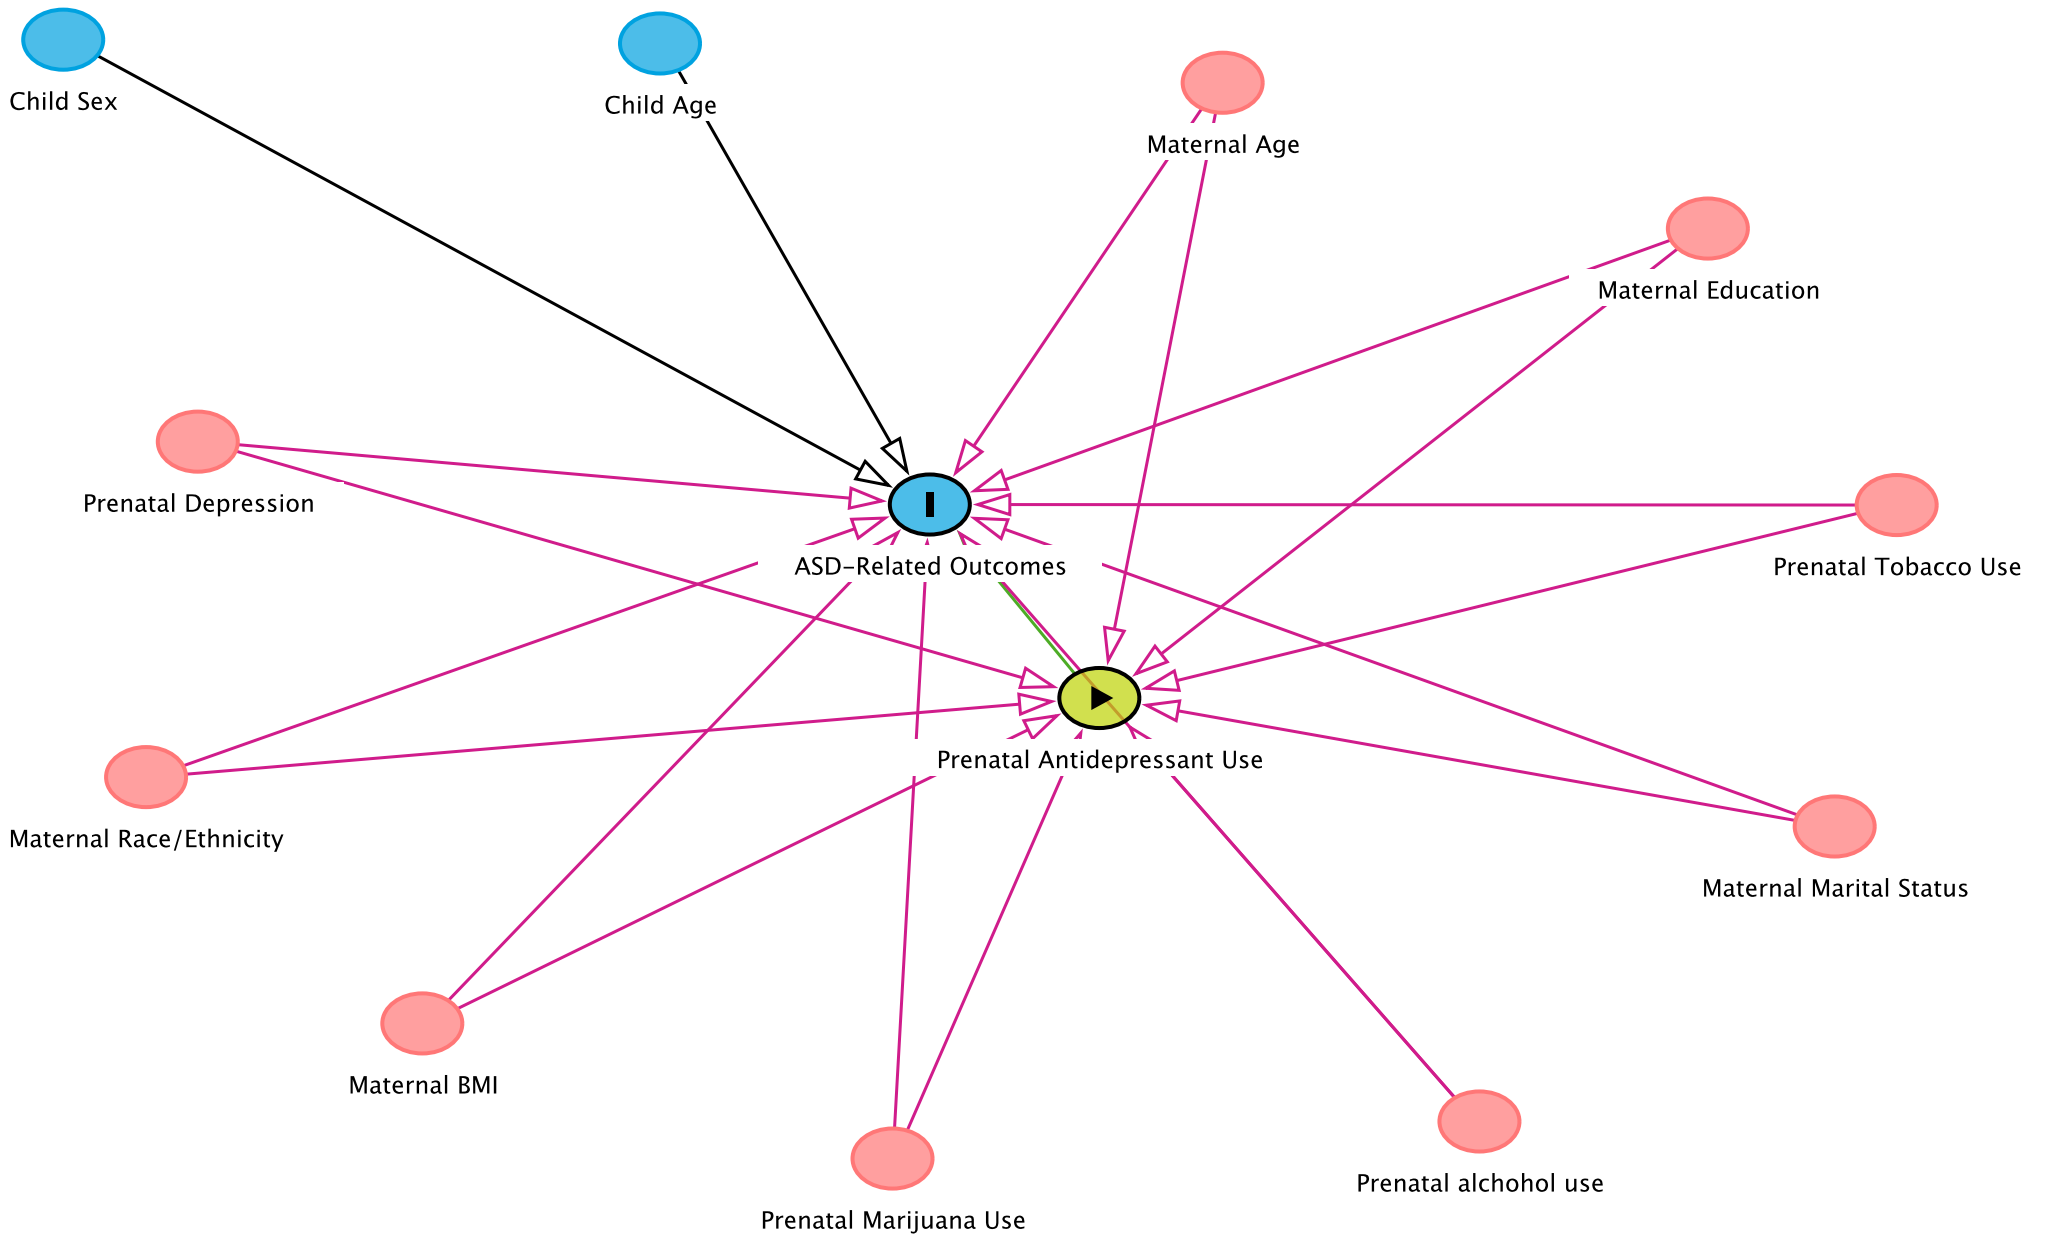 Child Sex
Child Age
Maternal Age
Maternal Education
Prenatal Depression
ASD-Related Outcomes
Prenatal Tobacco Use
Prenatal Antidepressant Use
Maternal Race/Ethnicity
Maternal Marital Status
Maternal BMI
Prenatal alchohol use
Prenatal Marijuana Use